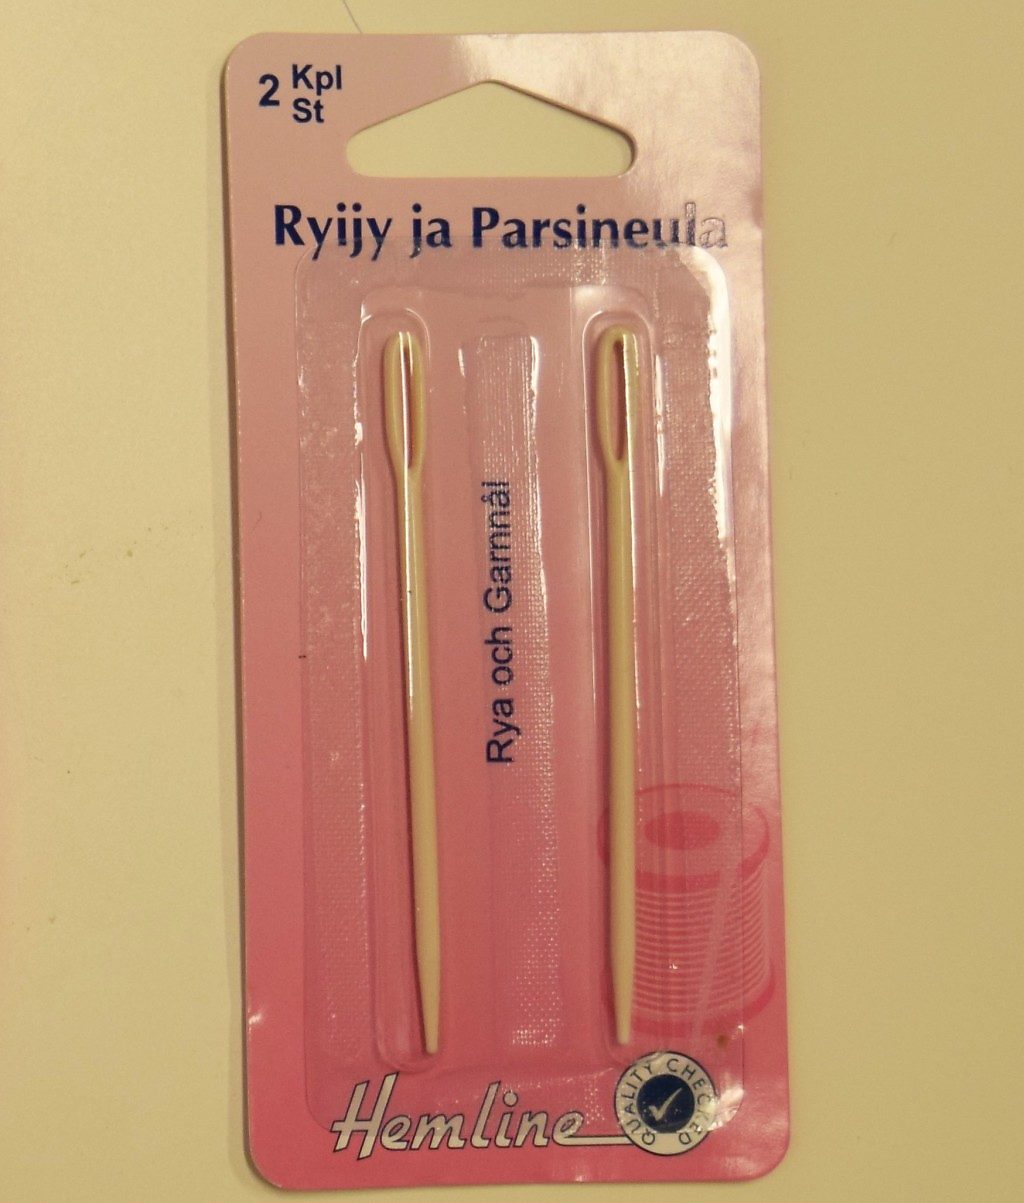 2 Kpl
St
Ryijy ja Parsineula
Rya och Garnnål
Hemline
QUALITY CHECKED